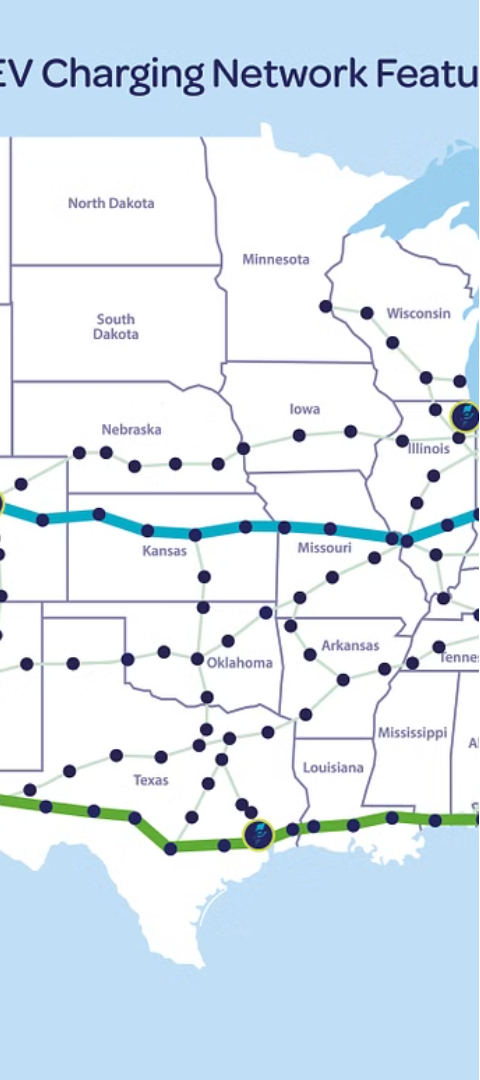 EV Charging Network Featu
North Dakota
Minnesota
South
Dakota
Wisconsin
Iowa
Nebraska
Illinois
Kansas
Missouri
Arkansas
Oklahoma
Tennes
Mississippi
Al
Louisiana
Texas